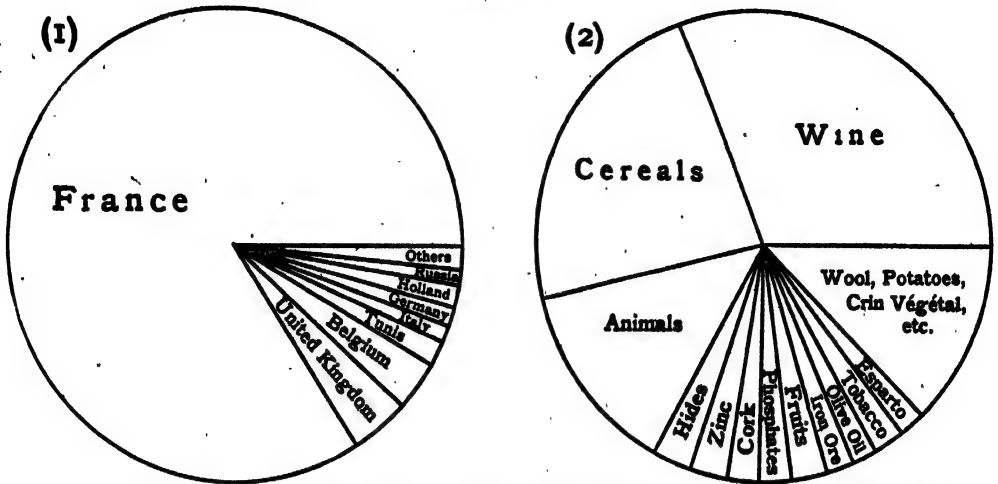 (1)
France
Others
Russia
Holland
Germany
Italy
Tunis
Belgium
United Kingdom
(2)
Wine
Cereals
Animals
Hides
Zinc
Cork
Phosphates
Fruits
Iron Ore
Olive Oil
Tobacco
Esparto
Wool, Potatoes,
Crin Végétal,
etc.